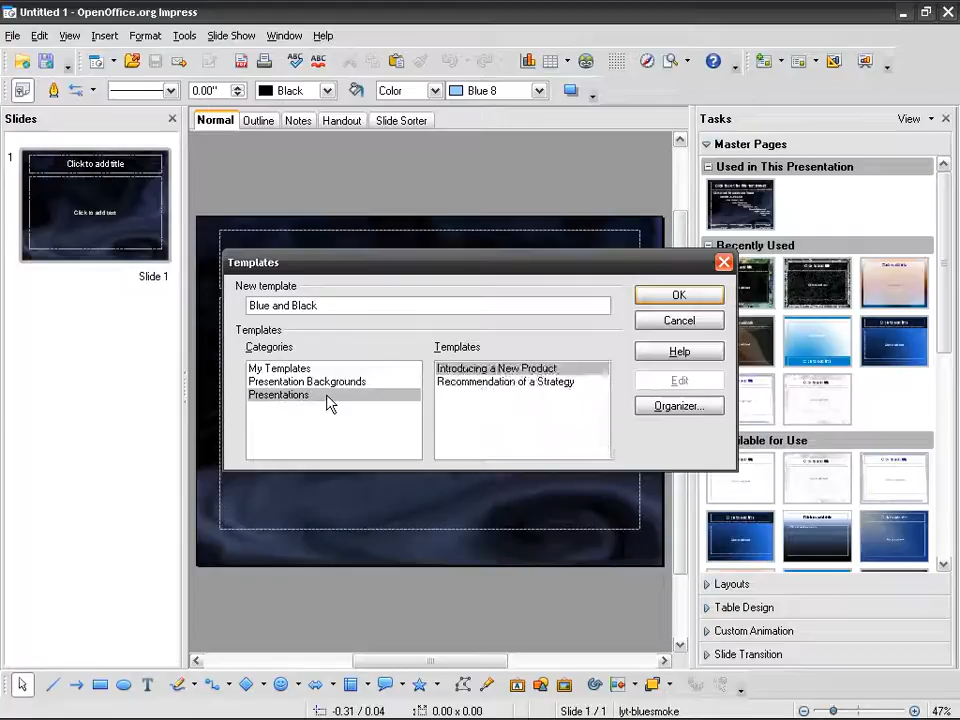 Untitled 1 - OpenOffice.org Impress
File Edit View Insert Format Tools Slide Show Window Help
0.00" Black Color Blue 8
Slides
Normal Outline Notes Handout Slide Sorter
Tasks View
Master Pages
Used in This Presentation
Recently Used
1
Click to add title
Click to add text
Slide 1
Templates
New template
Blue and Black
OK
Templates
Cancel
Categories
Templates
Help
My Templates
Introducing a New Product
Presentation Backgrounds
Recommendation of a Strategy
Edit
Presentations
Organizer...
ailable for Use
Layouts
Table Design
Custom Animation
Slide Transition
-0.31 / 0.04 0.00 x 0.00 Slide 1 / 1 lyt-bluesmoke 47%